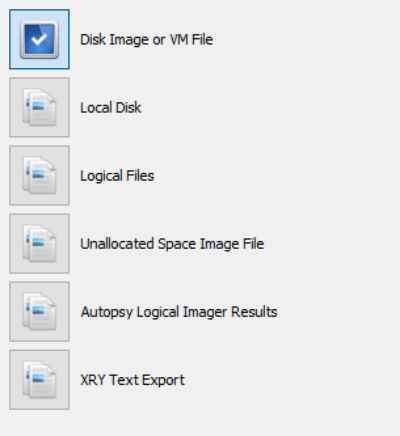 Disk Image or VM File
Local Disk
Logical Files
Unallocated Space Image File
Autopsy Logical Imager Results
XRY Text Export